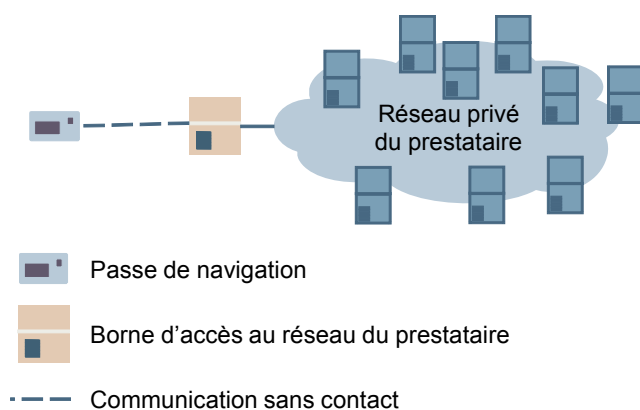 Réseau privé
du prestataire
Passe de navigation
Borne d’accès au réseau du prestataire
Communication sans contact